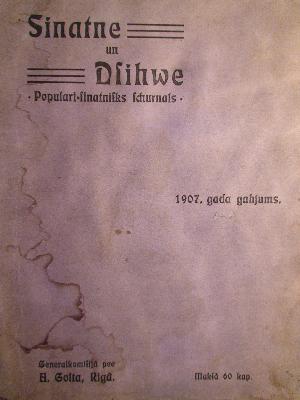 Sinatne
un
Dsihwe
· Populari-sinatnisks schurnals ·
1907. gada gahjums.
Generalkomisijā pee
A. Golta, Rigā.
Maksā 60 kap.